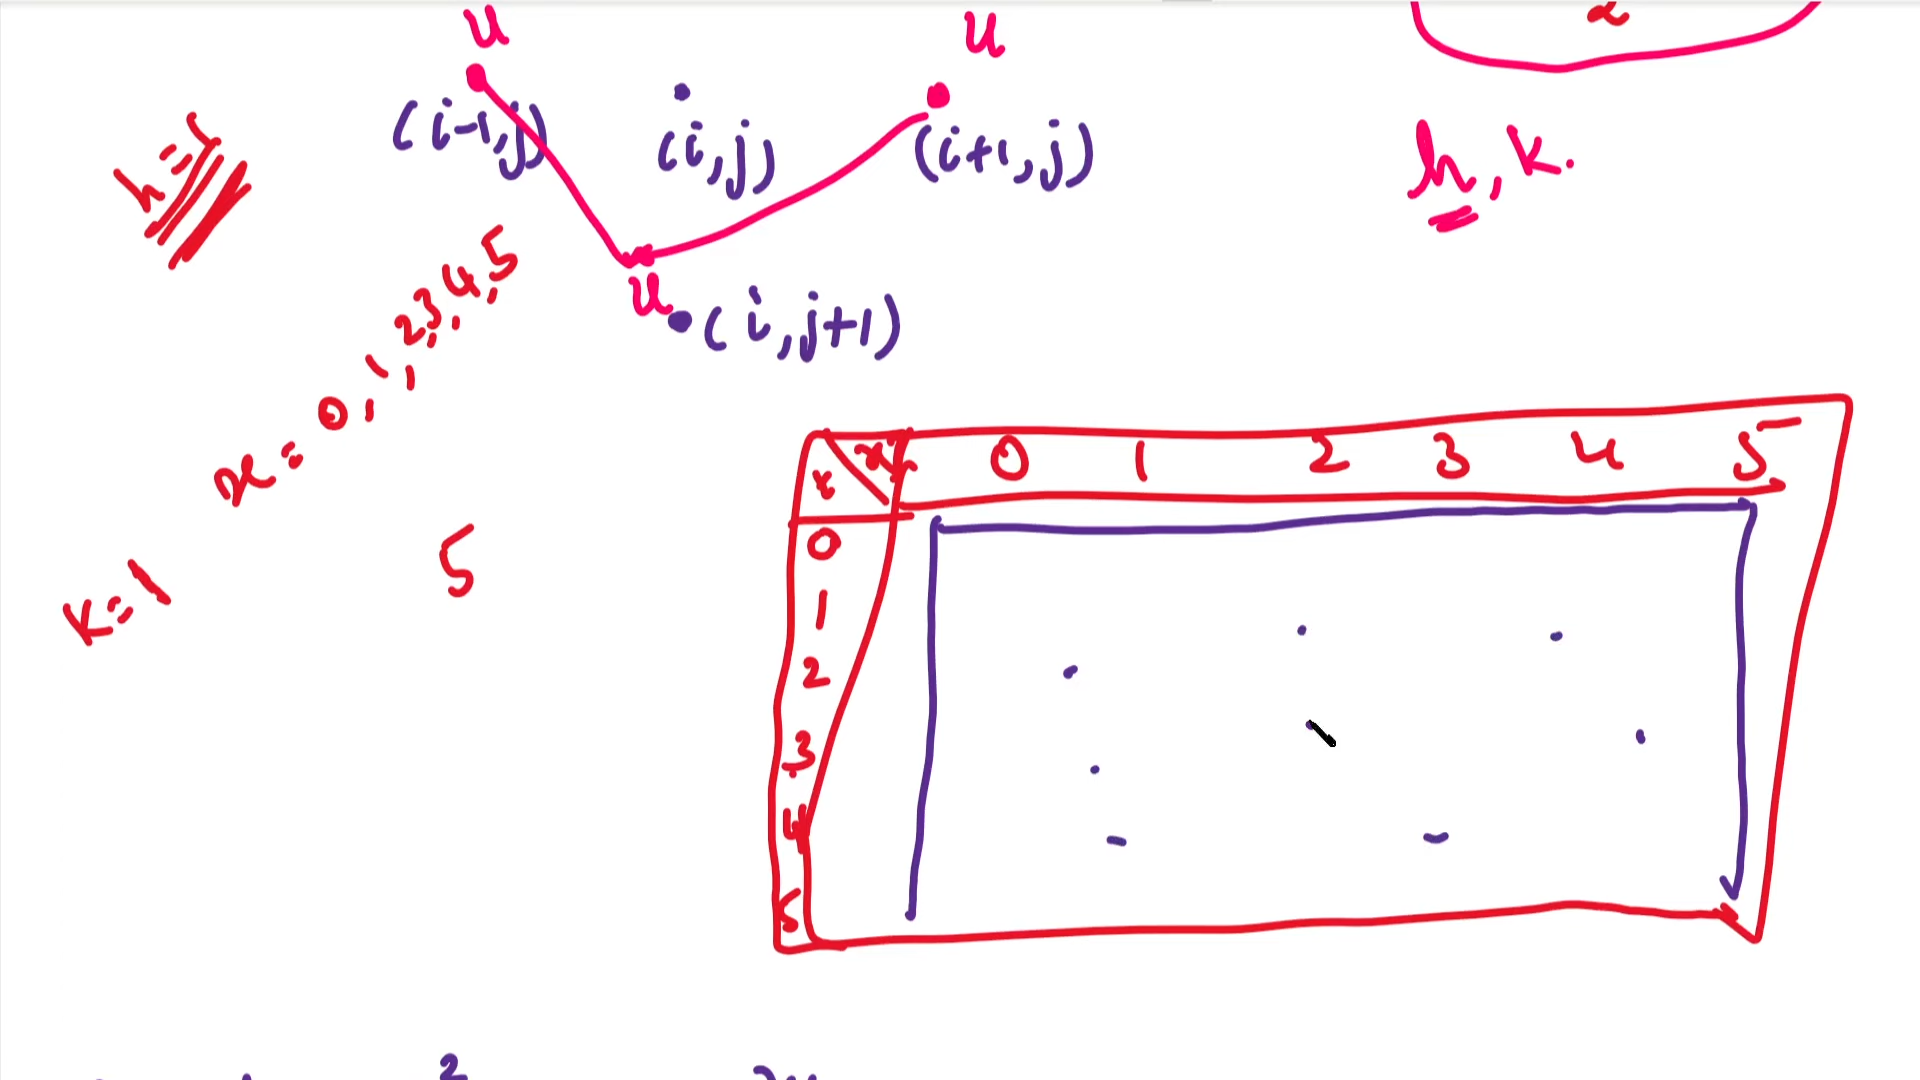 u u α
(i-1,j) (i,j) (i+1,j)
h=1
h, k.
u
(i,j+1)
x = 0, 1, 2, 3, 4, 5
x 0 1 2 3 4 5
t
0
5
1
k=1
2
3
4
5
2